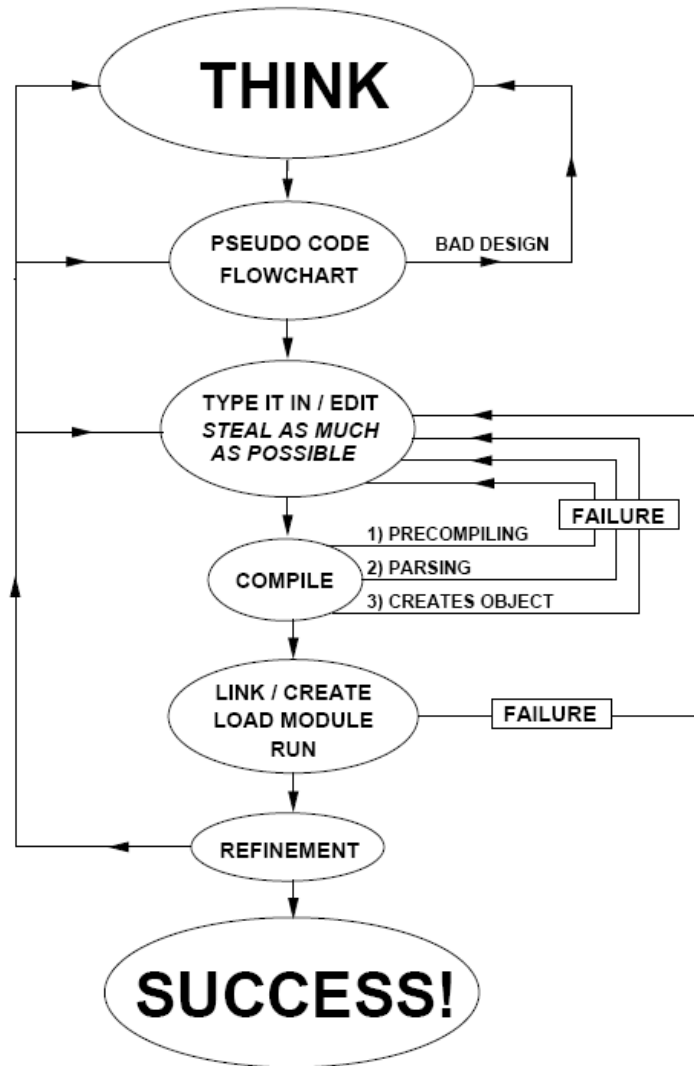 THINK
PSEUDO CODE
FLOWCHART
BAD DESIGN
TYPE IT IN / EDIT
STEAL AS MUCH
AS POSSIBLE
FAILURE
1) PRECOMPILING
COMPILE
2) PARSING
3) CREATES OBJECT
LINK / CREATE
LOAD MODULE
RUN
FAILURE
REFINEMENT
SUCCESS!